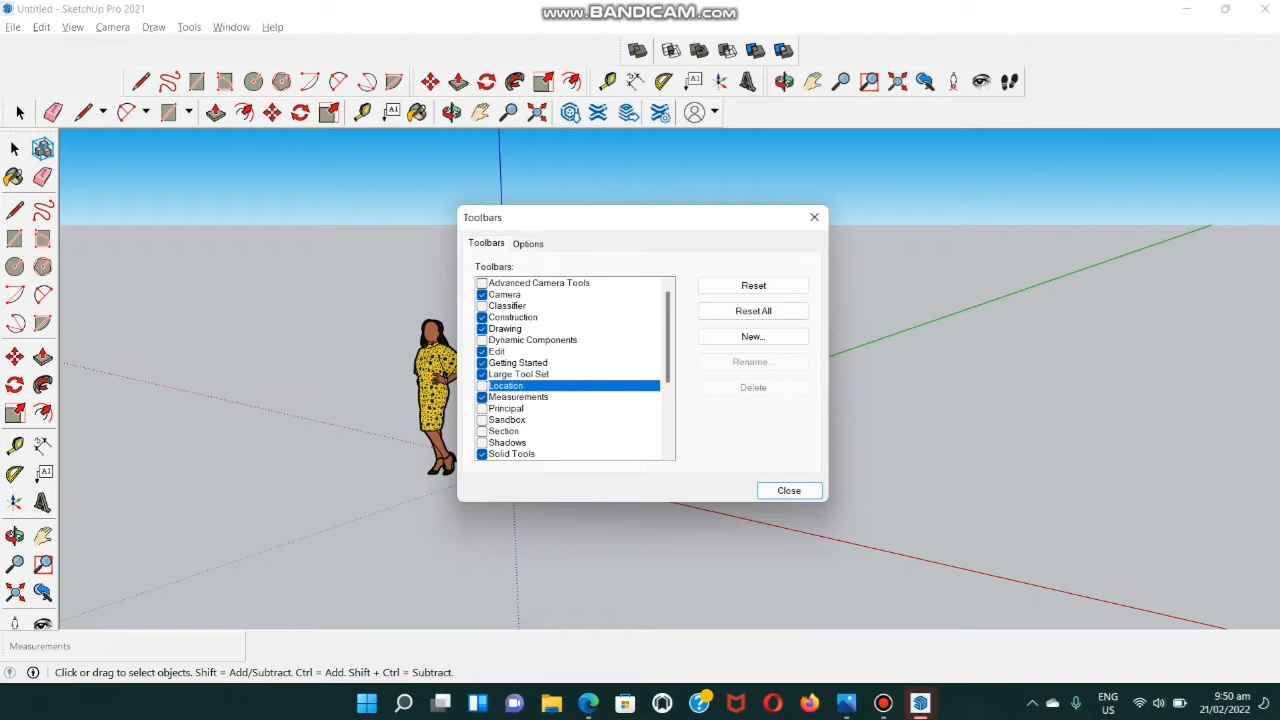 Untitled - SketchUp Pro 2021
www.BANDICAM.com
File Edit View Camera Draw Tools Window Help
A1
A1
A1
Toolbars
Toolbars Options
Toolbars:
Advanced Camera Tools
Camera
Classifier
Construction
Drawing
Dynamic Components
Edit
Getting Started
Large Tool Set
Location
Measurements
Principal
Sandbox
Section
Shadows
Solid Tools
Reset
Reset All
New...
Rename...
Delete
Close
Measurements
Click or drag to select objects. Shift = Add/Subtract. Ctrl = Add. Shift + Ctrl = Subtract.
ENG
US
9:50 am
21/02/2022